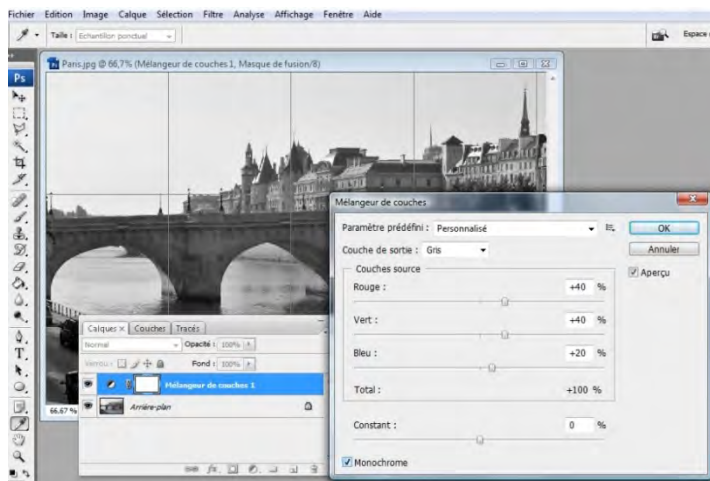 Fichier Edition Image Calque Sélection Filtre Analyse Affichage Fenêtre Aide
Taille : Echantillon ponctuel
Espace
Ps
Paris.jpg @ 66,7% (Mélangeur de couches 1, Masque de fusion/8)
Mélangeur de couches
Paramètre prédéfini : Personnalisé
OK
Couche de sortie : Gris
Annuler
Couches source
Aperçu
Rouge : +40 %
Vert : +40 %
Bleu : +20 %
Total : +100 %
Constant : 0 %
Monochrome
Calques × Couches Tracés
Normal Opacité : 100%
Verrou : Fond : 100%
Mélangeur de couches 1
Arrière-plan
66,67 %